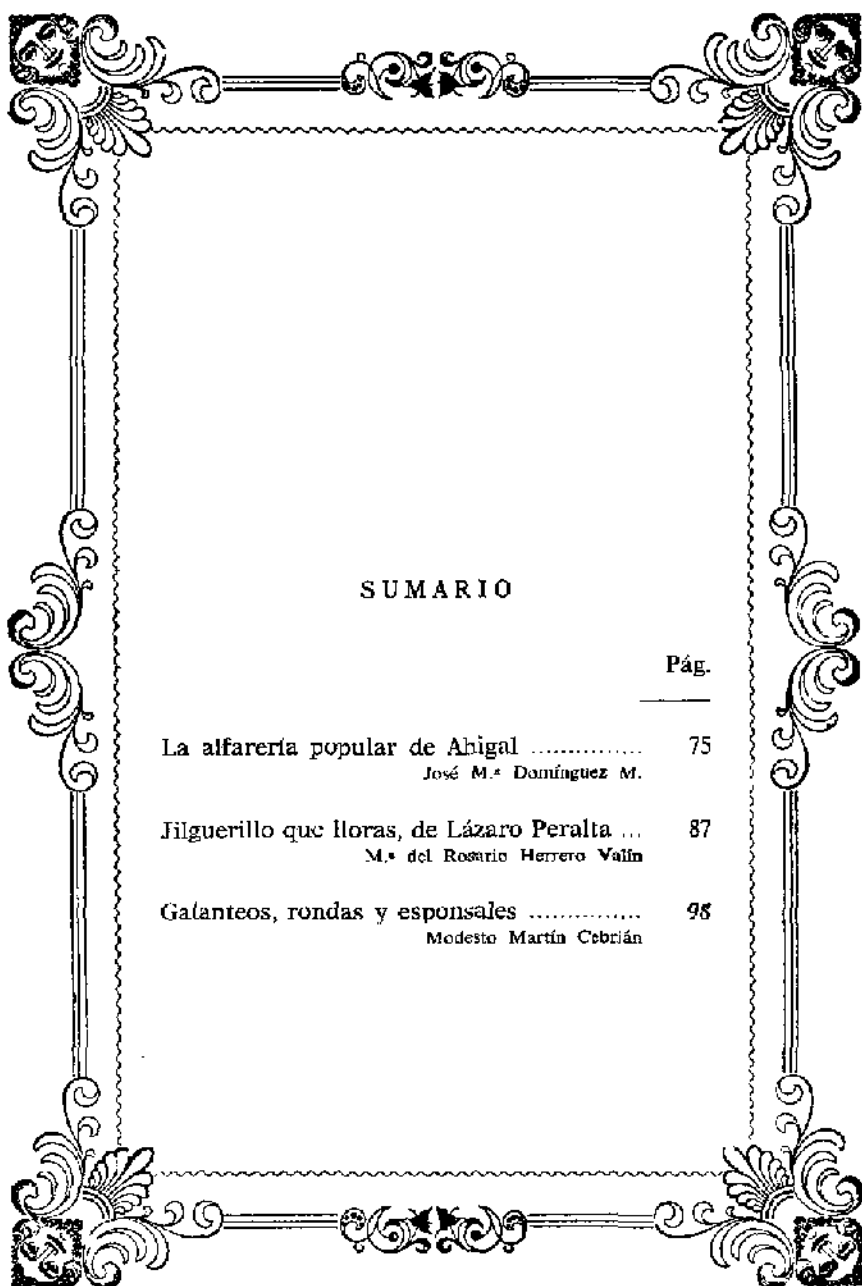 SUMARIO
Pág.
La alfarería popular de Ahigal ............... 75
José M.ª Domínguez M.
Jilguerillo que lloras, de Lázaro Peralta ... 87
M.ª del Rosario Herrero Valín
Galanteos, rondas y esponsales ............... 98
Modesto Martín Cebrián